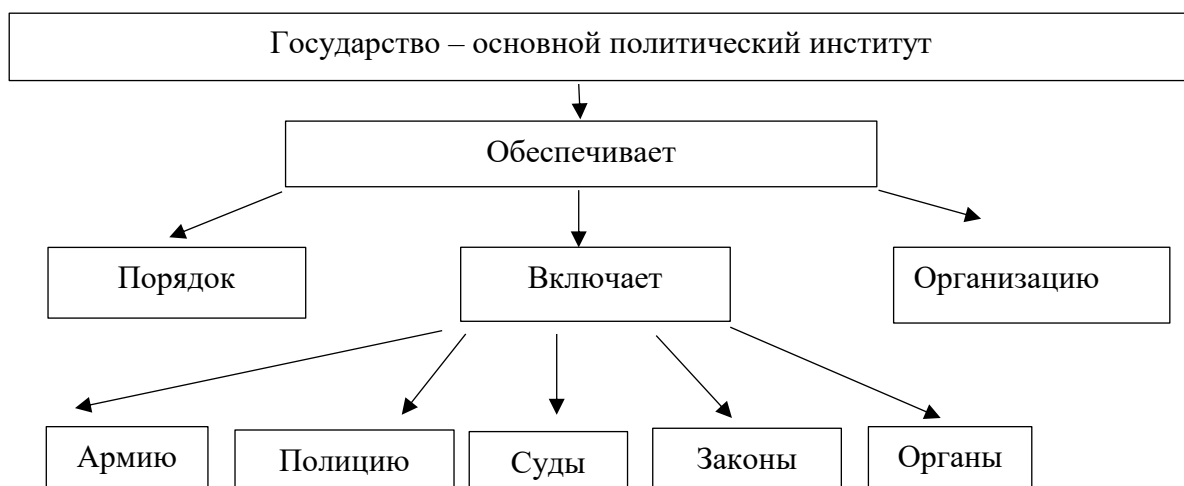 Государство – основной политический институт
Обеспечивает
Порядок
Включает
Организацию
Армию
Полицию
Суды
Законы
Органы